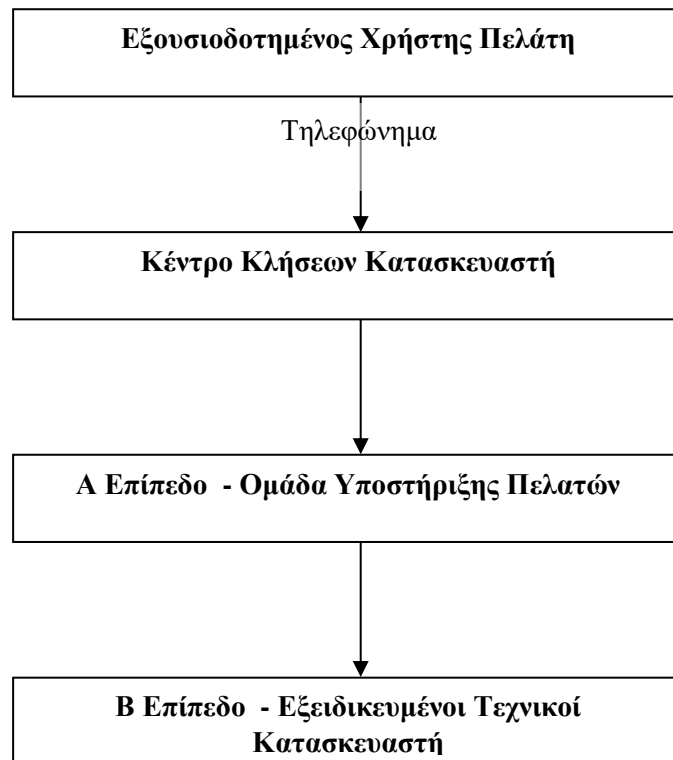 Εξουσιοδοτημένος Χρήστης Πελάτη
Τηλεφώνημα
Κέντρο Κλήσεων Κατασκευαστή
Α Επίπεδο - Ομάδα Υποστήριξης Πελατών
Β Επίπεδο - Εξειδικευμένοι Τεχνικοί
Κατασκευαστή